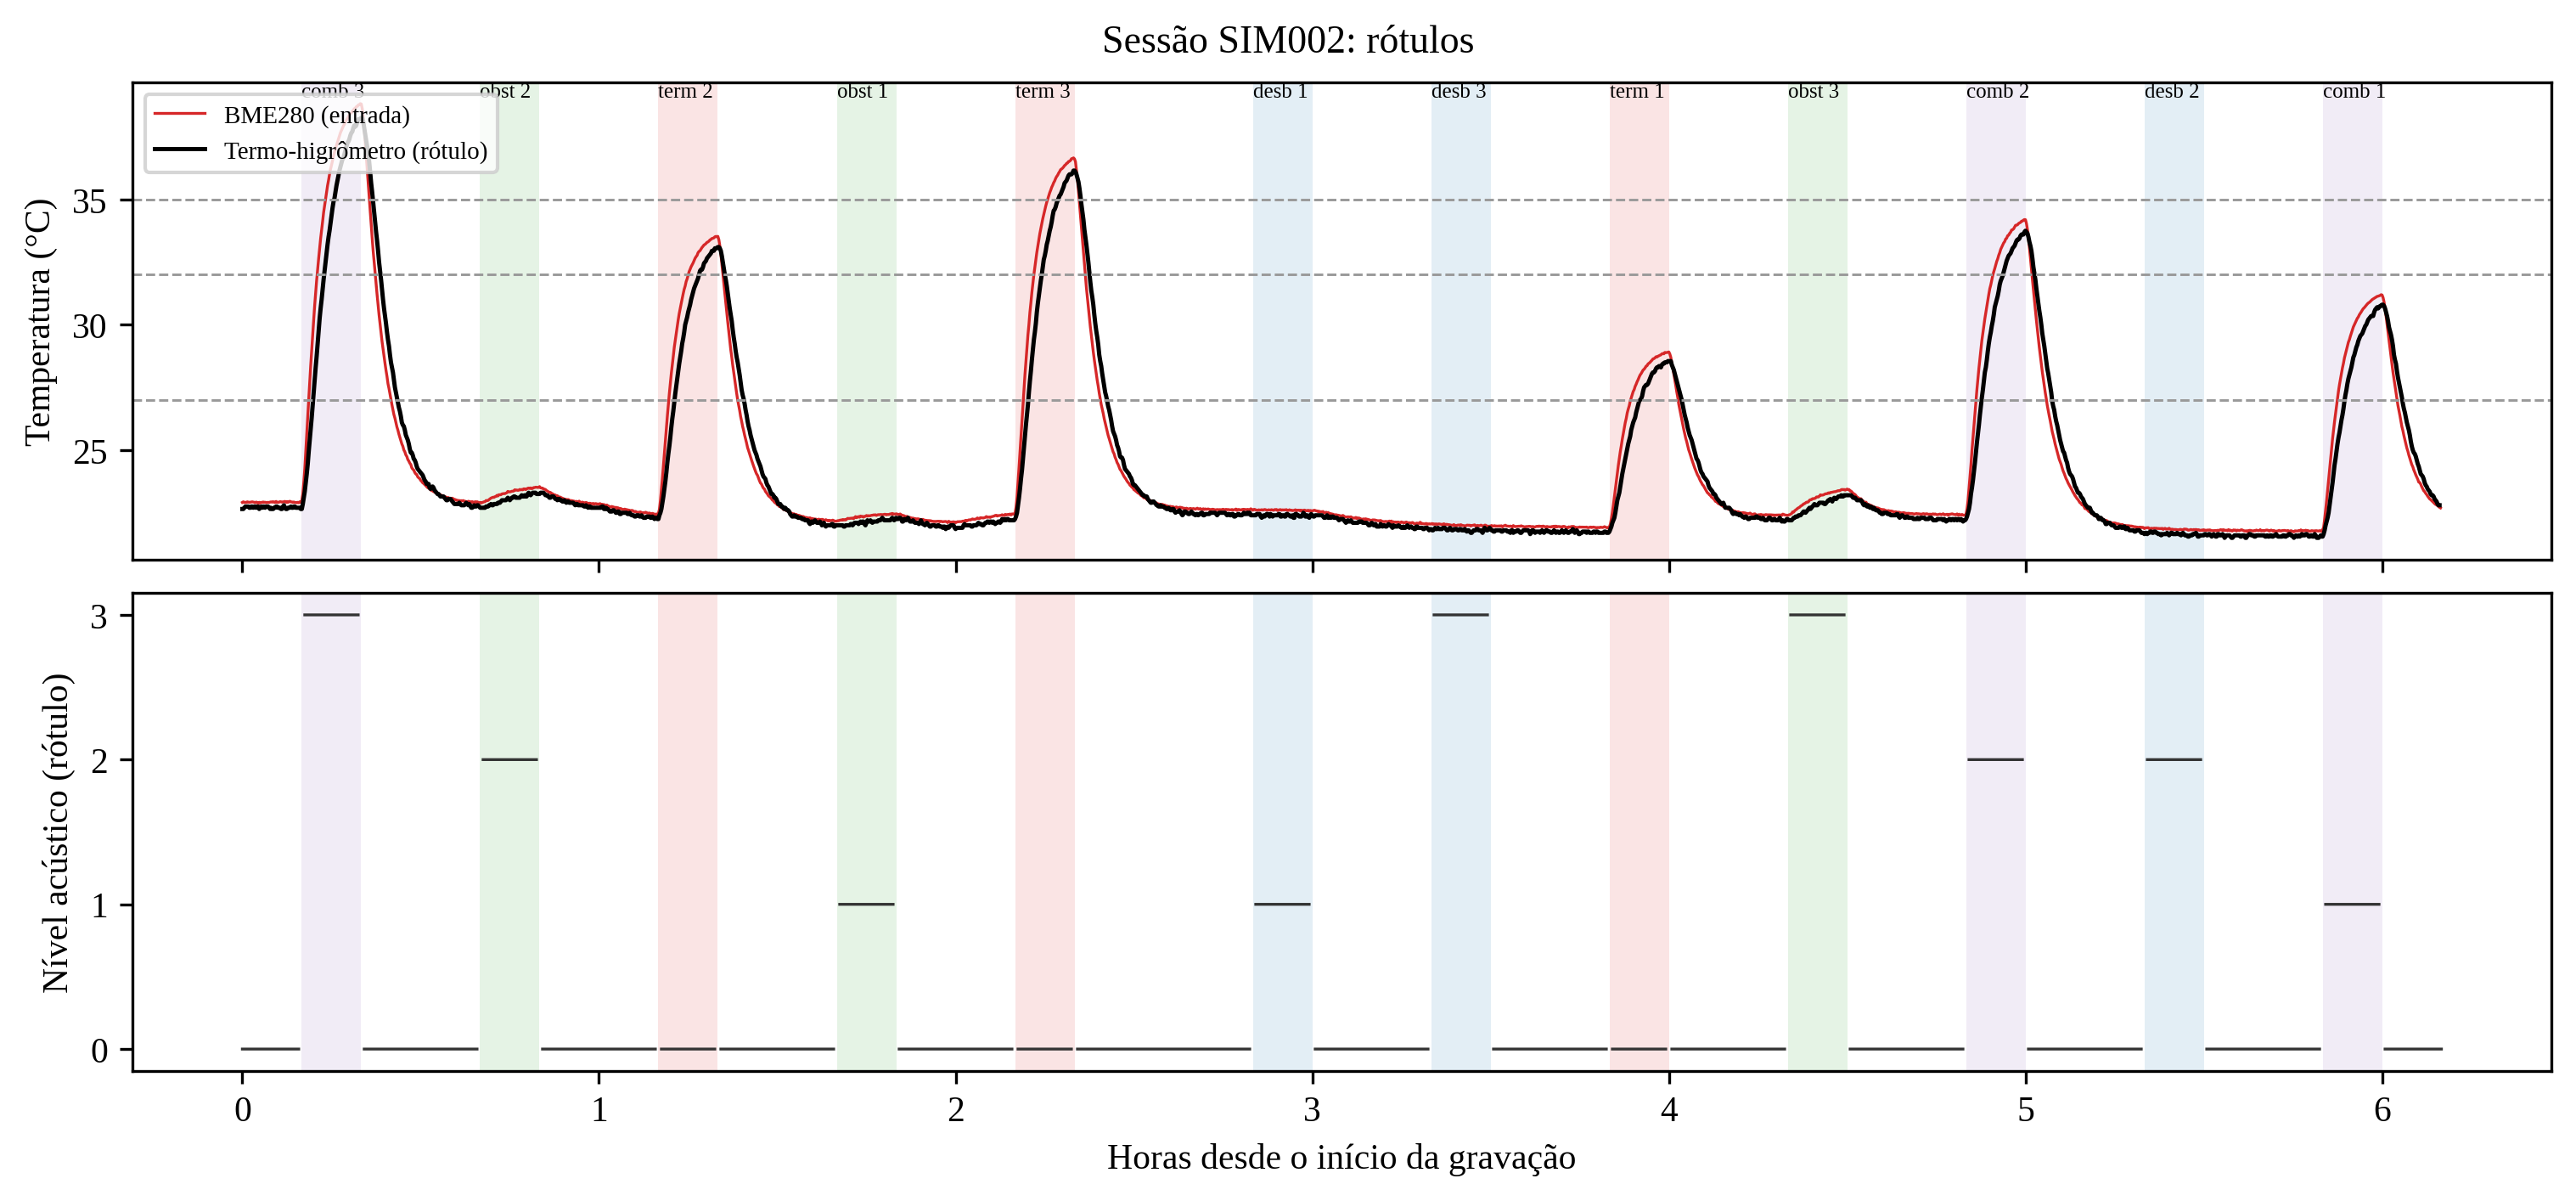 Sessão SIM002: rótulos
comb 3
obst 2
term 2
obst 1
term 3
desb 1
desb 3
term 1
obst 3
comb 2
desb 2
comb 1
BME280 (entrada)
Termo-higrômetro (rótulo)
Temperatura (°C)
35
30
25
Nível acústico (rótulo)
3
2
1
0
0 1 2 3 4 5 6
Horas desde o início da gravação